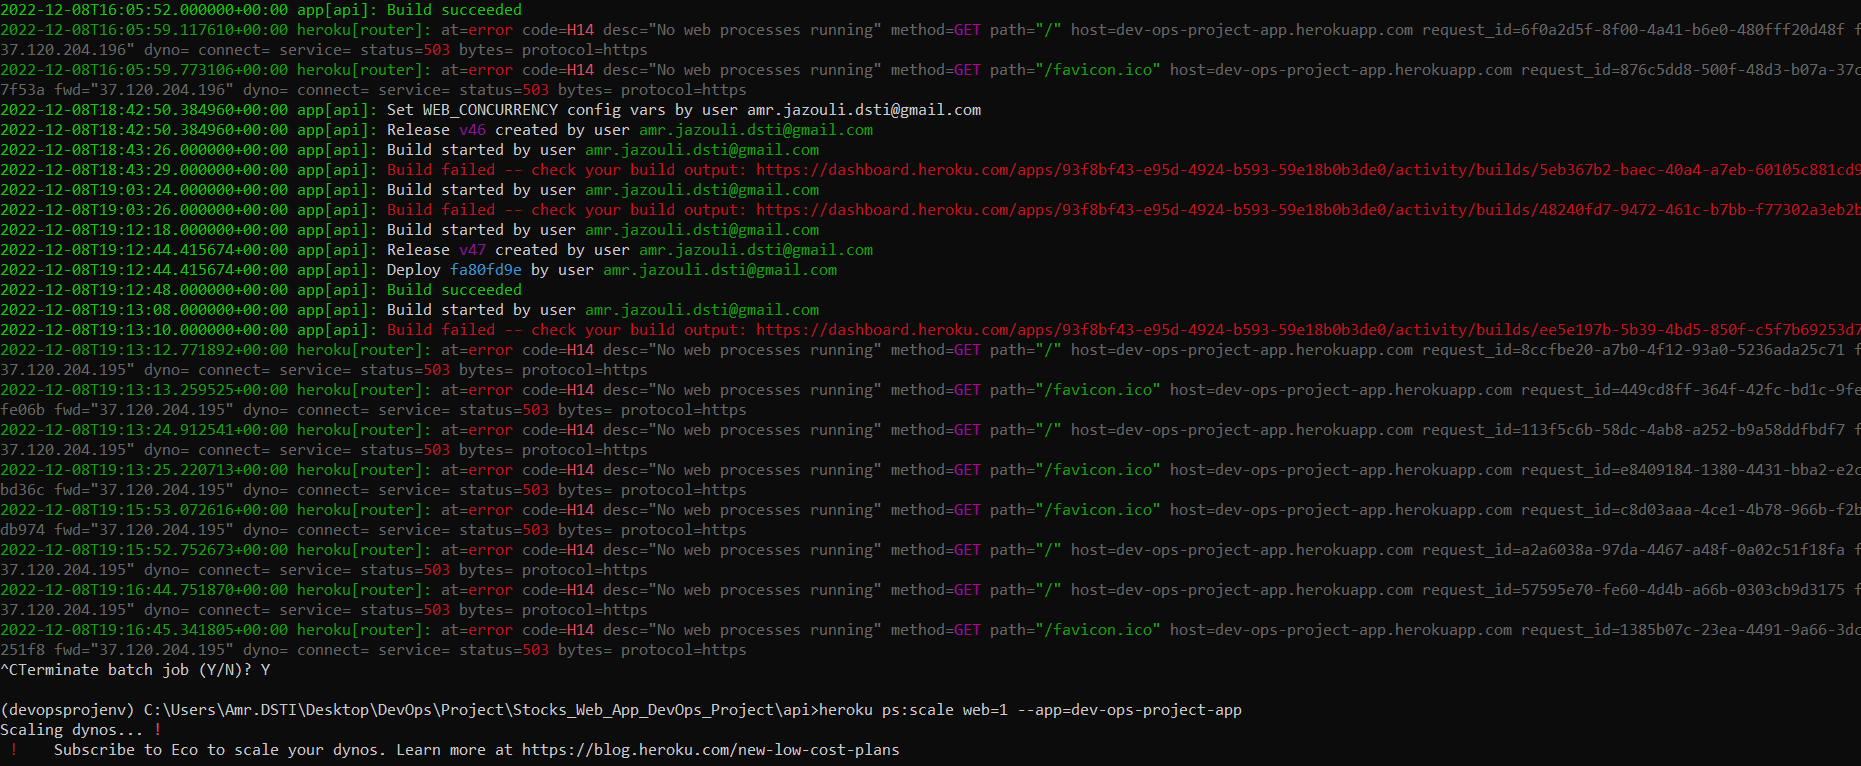 2022-12-08T16:05:52.000000+00:00 app[api]: Build succeeded
2022-12-08T16:05:59.117610+00:00 heroku[router]: at=error code=H14 desc="No web processes running" method=GET path="/" host=dev-ops-project-app.herokuapp.com request_id=6f0a2d5f-8f00-4a41-b6e0-480fff20d48f f
37.120.204.196" dyno= connect= service= status=503 bytes= protocol=https
2022-12-08T16:05:59.773106+00:00 heroku[router]: at=error code=H14 desc="No web processes running" method=GET path="/favicon.ico" host=dev-ops-project-app.herokuapp.com request_id=876c5dd8-500f-48d3-b07a-37c
7f53a fwd="37.120.204.196" dyno= connect= service= status=503 bytes= protocol=https
2022-12-08T18:42:50.384960+00:00 app[api]: Set WEB_CONCURRENCY config vars by user amr.jazouli.dsti@gmail.com
2022-12-08T18:42:50.384960+00:00 app[api]: Release v46 created by user amr.jazouli.dsti@gmail.com
2022-12-08T18:43:26.000000+00:00 app[api]: Build started by user amr.jazouli.dsti@gmail.com
2022-12-08T18:43:29.000000+00:00 app[api]: Build failed -- check your build output: https://dashboard.heroku.com/apps/93f8bf43-e95d-4924-b593-59e18b0b3de0/activity/builds/5eb367b2-baec-40a4-a7eb-60105c881cd9
2022-12-08T19:03:24.000000+00:00 app[api]: Build started by user amr.jazouli.dsti@gmail.com
2022-12-08T19:03:26.000000+00:00 app[api]: Build failed -- check your build output: https://dashboard.heroku.com/apps/93f8bf43-e95d-4924-b593-59e18b0b3de0/activity/builds/48240fd7-9472-461c-b7bb-f77302a3eb2b
2022-12-08T19:12:18.000000+00:00 app[api]: Build started by user amr.jazouli.dsti@gmail.com
2022-12-08T19:12:44.415674+00:00 app[api]: Release v47 created by user amr.jazouli.dsti@gmail.com
2022-12-08T19:12:44.415674+00:00 app[api]: Deploy fa80fd9e by user amr.jazouli.dsti@gmail.com
2022-12-08T19:12:48.000000+00:00 app[api]: Build succeeded
2022-12-08T19:13:08.000000+00:00 app[api]: Build started by user amr.jazouli.dsti@gmail.com
2022-12-08T19:13:10.000000+00:00 app[api]: Build failed -- check your build output: https://dashboard.heroku.com/apps/93f8bf43-e95d-4924-b593-59e18b0b3de0/activity/builds/ee5e197b-5b39-4bd5-850f-c5f7b69253d7
2022-12-08T19:13:12.771892+00:00 heroku[router]: at=error code=H14 desc="No web processes running" method=GET path="/" host=dev-ops-project-app.herokuapp.com request_id=8ccfbe20-a7b0-4f12-93a0-5236ada25c71 f
37.120.204.195" dyno= connect= service= status=503 bytes= protocol=https
2022-12-08T19:13:13.259525+00:00 heroku[router]: at=error code=H14 desc="No web processes running" method=GET path="/favicon.ico" host=dev-ops-project-app.herokuapp.com request_id=449cd8ff-364f-42fc-bd1c-9fe
fe06b fwd="37.120.204.195" dyno= connect= service= status=503 bytes= protocol=https
2022-12-08T19:13:24.912541+00:00 heroku[router]: at=error code=H14 desc="No web processes running" method=GET path="/" host=dev-ops-project-app.herokuapp.com request_id=113f5c6b-58dc-4ab8-a252-b9a58ddfbdf7 f
37.120.204.195" dyno= connect= service= status=503 bytes= protocol=https
2022-12-08T19:13:25.220713+00:00 heroku[router]: at=error code=H14 desc="No web processes running" method=GET path="/favicon.ico" host=dev-ops-project-app.herokuapp.com request_id=e8409184-1380-4431-bba2-e2c
bd36c fwd="37.120.204.195" dyno= connect= service= status=503 bytes= protocol=https
2022-12-08T19:15:53.072616+00:00 heroku[router]: at=error code=H14 desc="No web processes running" method=GET path="/favicon.ico" host=dev-ops-project-app.herokuapp.com request_id=c8d03aaa-4ce1-4b78-966b-f2b
db974 fwd="37.120.204.195" dyno= connect= service= status=503 bytes= protocol=https
2022-12-08T19:15:52.752673+00:00 heroku[router]: at=error code=H14 desc="No web processes running" method=GET path="/" host=dev-ops-project-app.herokuapp.com request_id=a2a6038a-97da-4467-a48f-0a02c51f18fa f
37.120.204.195" dyno= connect= service= status=503 bytes= protocol=https
2022-12-08T19:16:44.751870+00:00 heroku[router]: at=error code=H14 desc="No web processes running" method=GET path="/" host=dev-ops-project-app.herokuapp.com request_id=57595e70-fe60-4d4b-a66b-0303cb9d3175 f
37.120.204.195" dyno= connect= service= status=503 bytes= protocol=https
2022-12-08T19:16:45.341805+00:00 heroku[router]: at=error code=H14 desc="No web processes running" method=GET path="/favicon.ico" host=dev-ops-project-app.herokuapp.com request_id=1385b07c-23ea-4491-9a66-3dc
251f8 fwd="37.120.204.195" dyno= connect= service= status=503 bytes= protocol=https
^CTerminate batch job (Y/N)? Y
(devopsprojenv) C:\Users\Amr.DSTI\Desktop\DevOps\Project\Stocks_Web_App_DevOps_Project\api>heroku ps:scale web=1 --app=dev-ops-project-app
Scaling dynos... !
!    Subscribe to Eco to scale your dynos. Learn more at https://blog.heroku.com/new-low-cost-plans